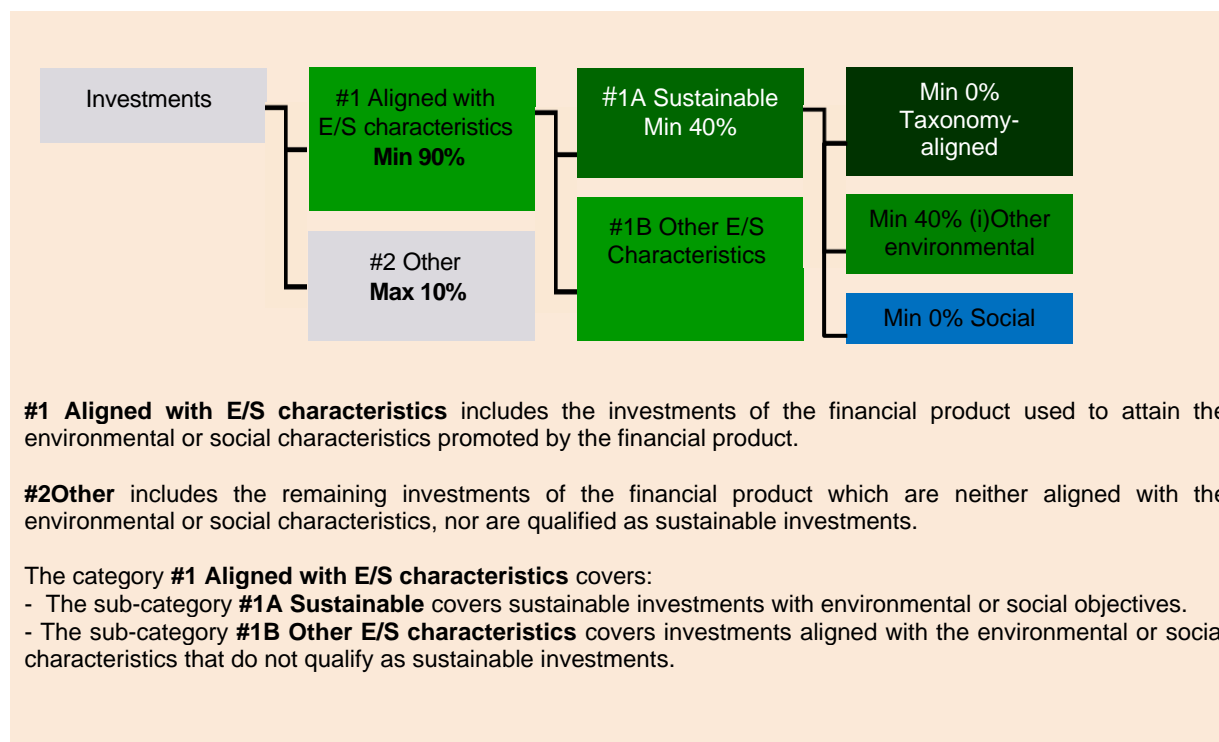 Investments
#1 Aligned with
E/S characteristics
Min 90%
#2 Other
Max 10%
#1A Sustainable
Min 40%
#1B Other E/S
Characteristics
Min 0%
Taxonomy-
aligned
Min 40% (i)Other
environmental
Min 0% Social
#1 Aligned with E/S characteristics includes the investments of the financial product used to attain the
environmental or social characteristics promoted by the financial product.
#2Other includes the remaining investments of the financial product which are neither aligned with the
environmental or social characteristics, nor are qualified as sustainable investments.
The category #1 Aligned with E/S characteristics covers:
- The sub-category #1A Sustainable covers sustainable investments with environmental or social objectives.
- The sub-category #1B Other E/S characteristics covers investments aligned with the environmental or social
characteristics that do not qualify as sustainable investments.